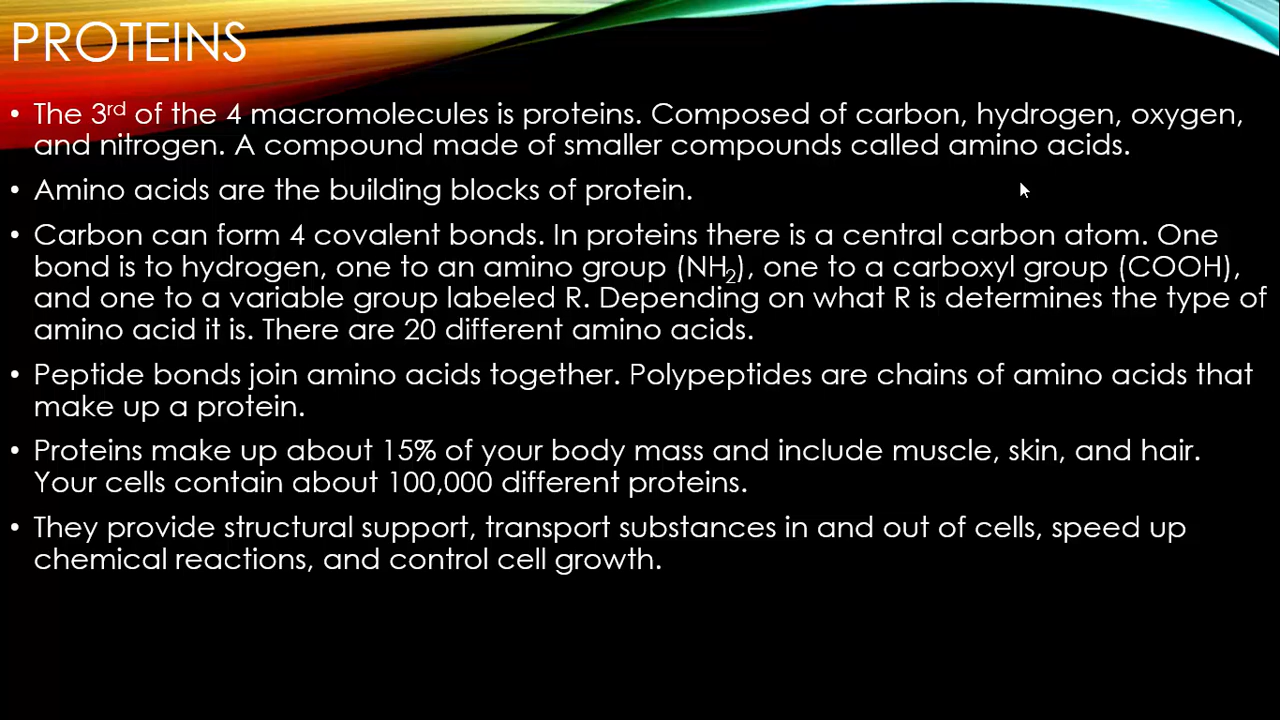 PROTEINS
• The 3rd of the 4 macromolecules is proteins. Composed of carbon, hydrogen, oxygen,
and nitrogen. A compound made of smaller compounds called amino acids.
• Amino acids are the building blocks of protein.
• Carbon can form 4 covalent bonds. In proteins there is a central carbon atom. One
bond is to hydrogen, one to an amino group (NH₂), one to a carboxyl group (COOH),
and one to a variable group labeled R. Depending on what R is determines the type of
amino acid it is. There are 20 different amino acids.
• Peptide bonds join amino acids together. Polypeptides are chains of amino acids that
make up a protein.
• Proteins make up about 15% of your body mass and include muscle, skin, and hair.
Your cells contain about 100,000 different proteins.
• They provide structural support, transport substances in and out of cells, speed up
chemical reactions, and control cell growth.